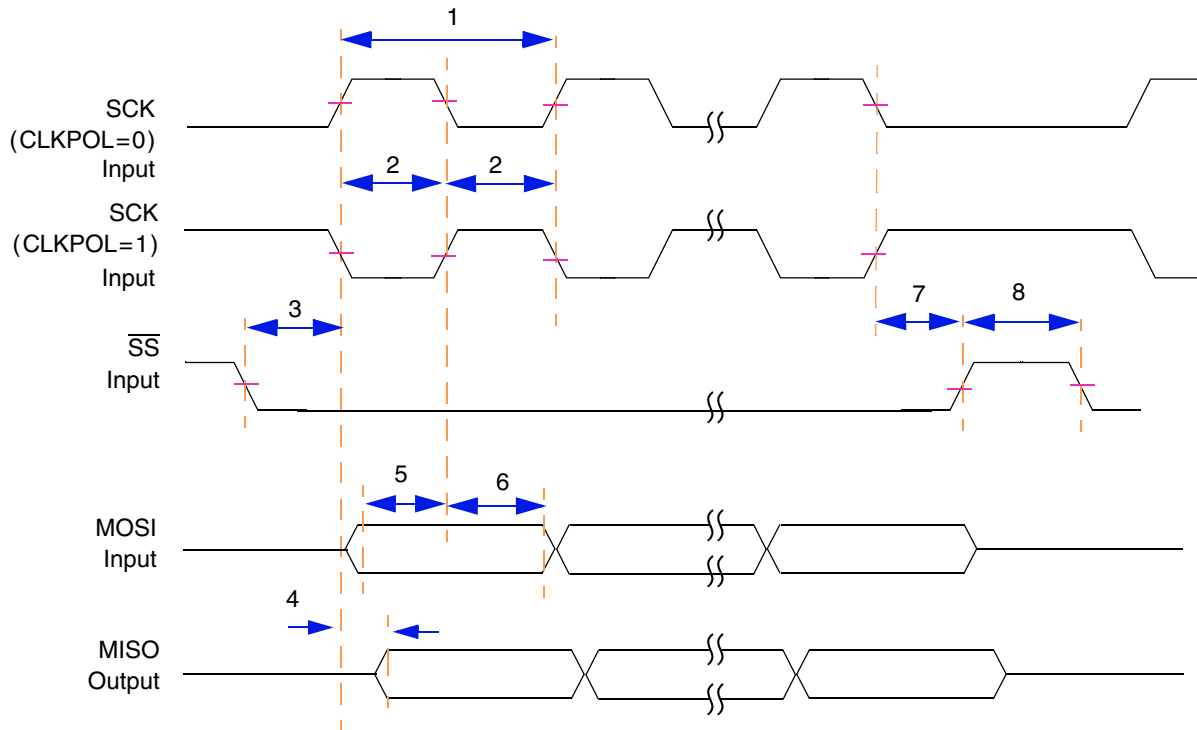 1
SCK
(CLKPOL=0)
Input
2 2
SCK
(CLKPOL=1)
Input
3 7 8
SS
Input
5 6
MOSI
Input
4
MISO
Output